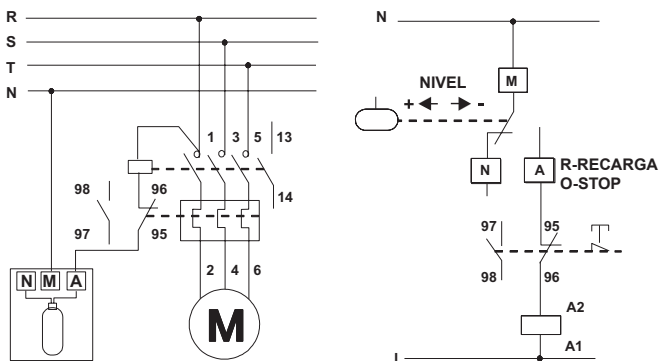 R
S
T
N
1 3 5 13
14
98 96
97 95
2 4 6
N M A
M
N
M
NIVEL
+ -
N A R-RECARGA
O-STOP
97 95
98 96
A2
A1
L